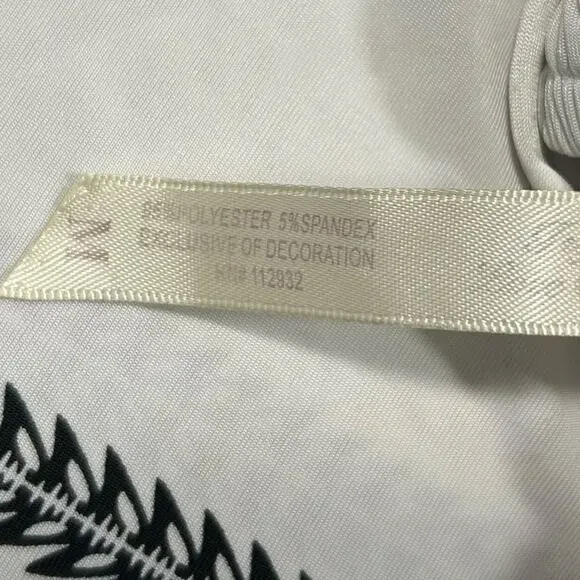 M
95%POLYESTER 5%SPANDEX
EXCLUSIVE OF DECORATION
RN# 112932